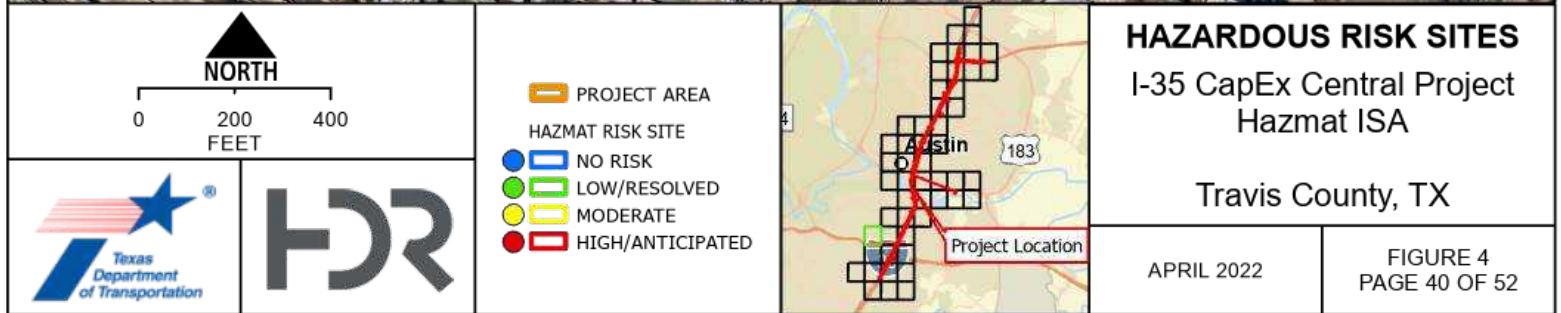 NORTH
0 200 400
FEET
®
Texas
Department
of Transportation
HDR
PROJECT AREA
HAZMAT RISK SITE
NO RISK
LOW/RESOLVED
MODERATE
HIGH/ANTICIPATED
4
Austin
183
Project Location
HAZARDOUS RISK SITES
I-35 CapEx Central Project
Hazmat ISA
Travis County, TX
APRIL 2022
FIGURE 4
PAGE 40 OF 52